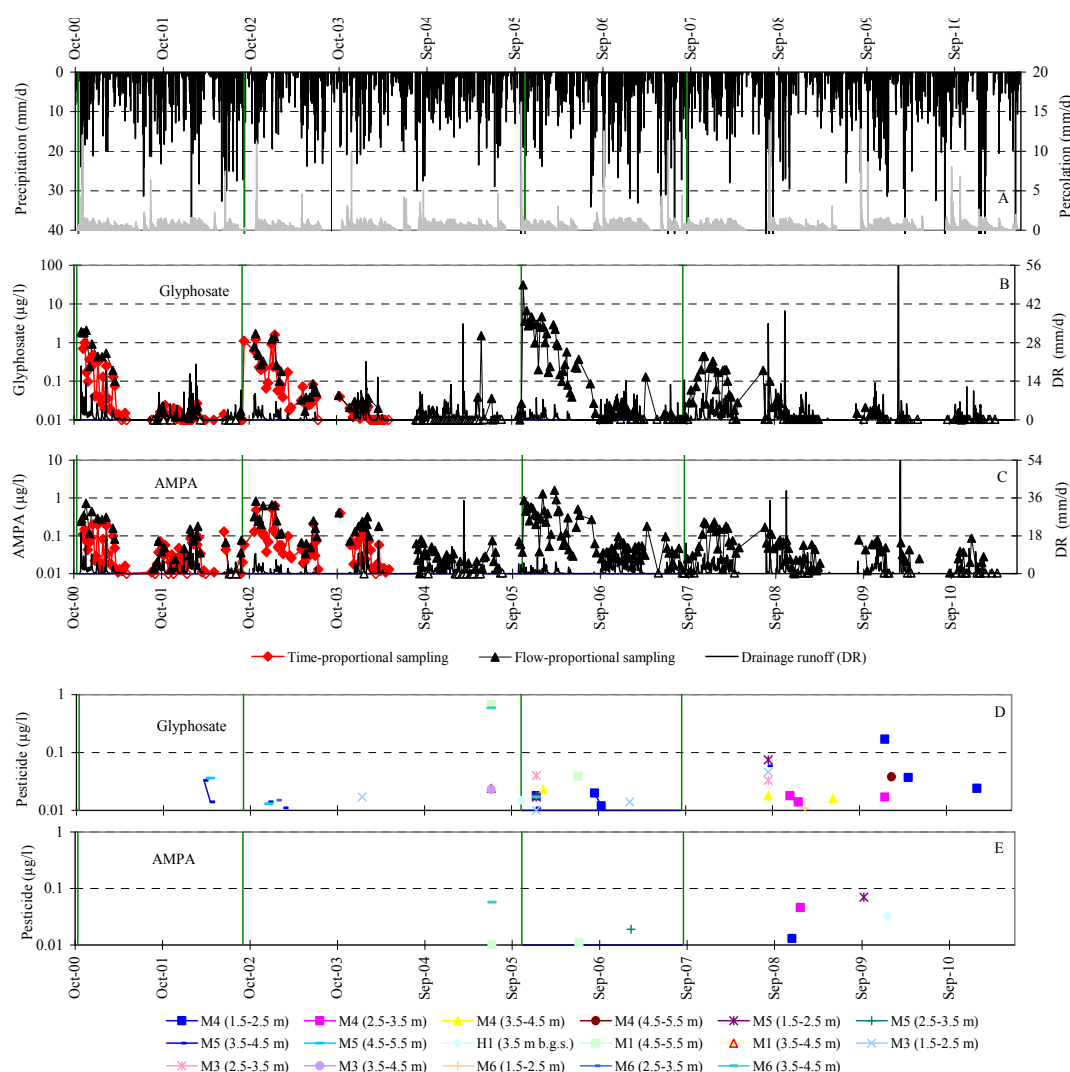 Oct-00 Oct-01 Oct-02 Oct-03 Sep-04 Sep-05 Sep-06 Sep-07 Sep-08 Sep-09 Sep-10
Precipitation (mm/d)
0
10
20
30
40
Percolation (mm/d)
20
15
10
5
0
A
Glyphosate (µg/l)
100
10
1
0.1
0.01
Glyphosate
B
DR (mm/d)
56
42
28
14
0
AMPA (µg/l)
10
1
0.1
0.01
AMPA
C
DR (mm/d)
54
36
18
0
Oct-00 Oct-01 Oct-02 Oct-03 Sep-04 Sep-05 Sep-06 Sep-07 Sep-08 Sep-09 Sep-10
Time-proportional sampling Flow-proportional sampling Drainage runoff (DR)
Pesticide (µg/l)
1
0.1
0.01
Glyphosate
D
Pesticide (µg/l)
1
0.1
0.01
AMPA
E
Oct-00 Oct-01 Oct-02 Oct-03 Sep-04 Sep-05 Sep-06 Sep-07 Sep-08 Sep-09 Sep-10
M4 (1.5-2.5 m) M4 (2.5-3.5 m) M4 (3.5-4.5 m) M4 (4.5-5.5 m) M5 (1.5-2.5 m) M5 (2.5-3.5 m)
M5 (3.5-4.5 m) M5 (4.5-5.5 m) H1 (3.5 m b.g.s.) M1 (4.5-5.5 m) M1 (3.5-4.5 m) M3 (1.5-2.5 m)
M3 (2.5-3.5 m) M3 (3.5-4.5 m) M6 (1.5-2.5 m) M6 (2.5-3.5 m) M6 (3.5-4.5 m)